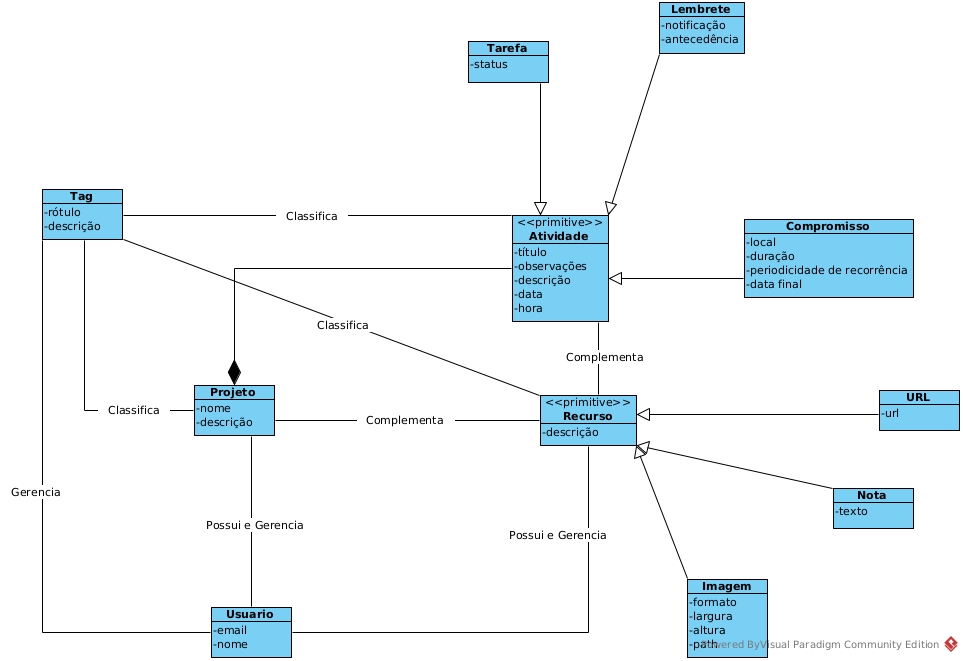 Lembrete
-notificação
-antecedência
Tarefa
-status
Tag
-rótulo
-descrição
Classifica
<<primitive>>
Atividade
-título
-observações
-descrição
-data
-hora
Compromisso
-local
-duração
-periodicidade de recorrência
-data final
Classifica
Complementa
Projeto
-nome
-descrição
Classifica
Complementa
<<primitive>>
Recurso
-descrição
URL
-url
Gerencia
Possui e Gerencia
Possui e Gerencia
Nota
-texto
Imagem
-formato
-largura
-altura
-path
Usuario
-email
-nome
Powered By Visual Paradigm Community Edition